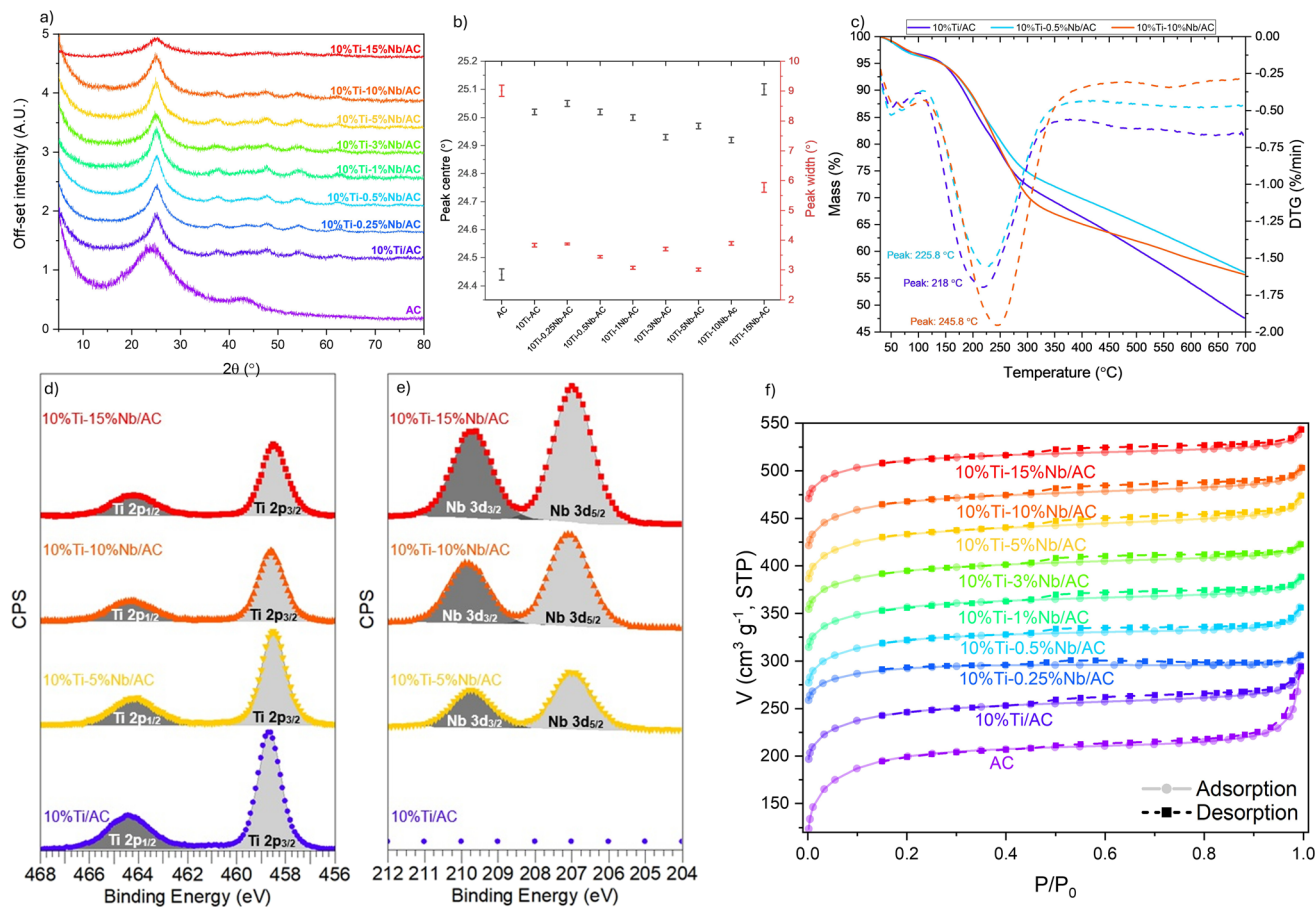 a)
10%Ti-15%Nb/AC
10%Ti-10%Nb/AC
10%Ti-5%Nb/AC
10%Ti-3%Nb/AC
10%Ti-1%Nb/AC
10%Ti-0.5%Nb/AC
10%Ti-0.25%Nb/AC
10%Ti/AC
AC
Off-set intensity (A.U.)
5
4
3
2
1
0
5 10 15 20 25 30 35 40 45 50 55 60 65 70 75 80
2θ (°)
b)
Peak centre (°)
25.2
25.1
25.0
24.9
24.8
24.7
24.6
24.5
24.4
10
9
8
7
6
5
4
3
2
Peak width (°)
AC
10Ti-AC
10Ti-0.25Nb-AC
10Ti-0.5Nb-AC
10Ti-1Nb-AC
10Ti-3Nb-AC
10Ti-5Nb-AC
10Ti-10Nb-AC
10Ti-15Nb-AC
c)
10%Ti/AC 10%Ti-0.5%Nb/AC 10%Ti-10%Nb/AC
Mass (%)
100
95
90
85
80
75
70
65
60
55
50
45
0.00
-0.25
-0.50
-0.75
-1.00
-1.25
-1.50
-1.75
-2.00
DTG (%/min)
Peak: 225.8 °C
Peak: 218 °C
Peak: 245.8 °C
50 100 150 200 250 300 350 400 450 500 550 600 650 700
Temperature (°C)
d)
10%Ti-15%Nb/AC
Ti 2p1/2 Ti 2p3/2
10%Ti-10%Nb/AC
Ti 2p1/2 Ti 2p3/2
10%Ti-5%Nb/AC
Ti 2p1/2 Ti 2p3/2
10%Ti/AC
Ti 2p1/2 Ti 2p3/2
CPS
468 466 464 462 460 458 456
Binding Energy (eV)
e)
10%Ti-15%Nb/AC
Nb 3d3/2 Nb 3d5/2
10%Ti-10%Nb/AC
Nb 3d3/2 Nb 3d5/2
10%Ti-5%Nb/AC
Nb 3d3/2 Nb 3d5/2
10%Ti/AC
CPS
212 211 210 209 208 207 206 205 204
Binding Energy (eV)
f)
V (cm³ g⁻¹, STP)
550
500
450
400
350
300
250
200
150
10%Ti-15%Nb/AC
10%Ti-10%Nb/AC
10%Ti-5%Nb/AC
10%Ti-3%Nb/AC
10%Ti-1%Nb/AC
10%Ti-0.5%Nb/AC
10%Ti-0.25%Nb/AC
10%Ti/AC
AC
Adsorption
Desorption
0.0 0.2 0.4 0.6 0.8 1.0
P/P₀